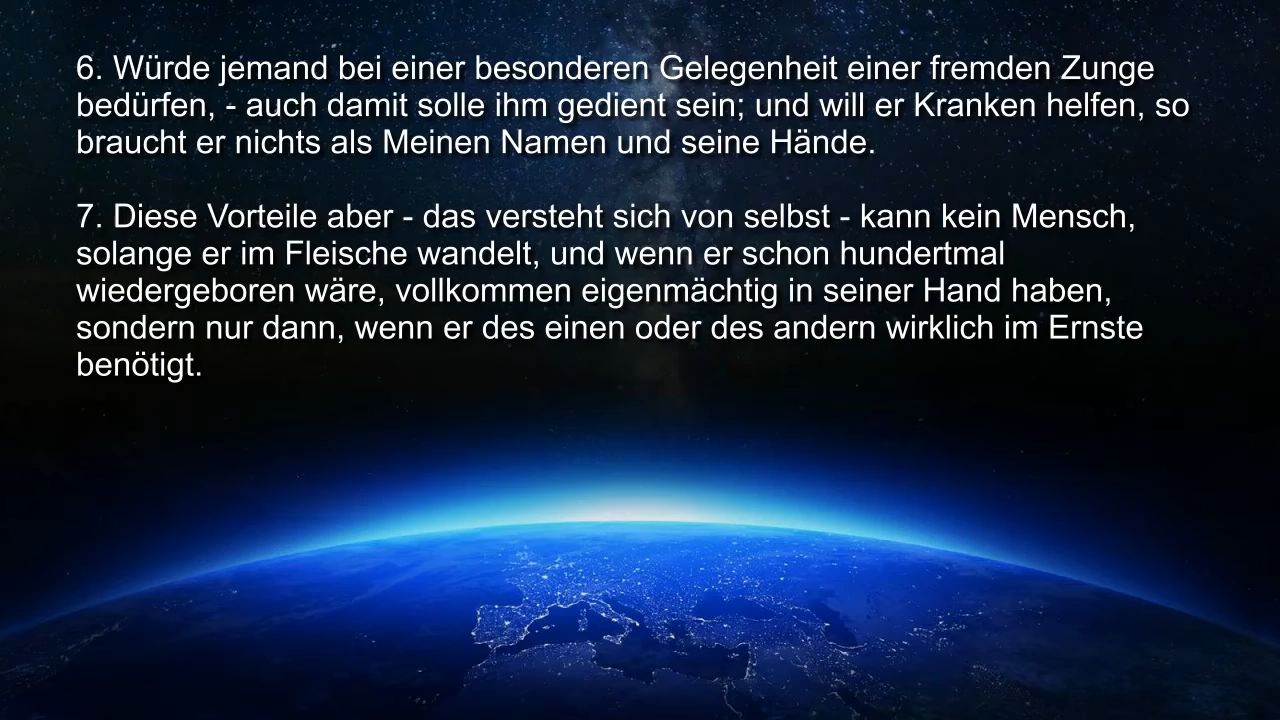 6. Würde jemand bei einer besonderen Gelegenheit einer fremden Zunge
bedürfen, - auch damit solle ihm gedient sein; und will er Kranken helfen, so
braucht er nichts als Meinen Namen und seine Hände.
7. Diese Vorteile aber - das versteht sich von selbst - kann kein Mensch,
solange er im Fleische wandelt, und wenn er schon hundertmal
wiedergeboren wäre, vollkommen eigenmächtig in seiner Hand haben,
sondern nur dann, wenn er des einen oder des andern wirklich im Ernste
benötigt.